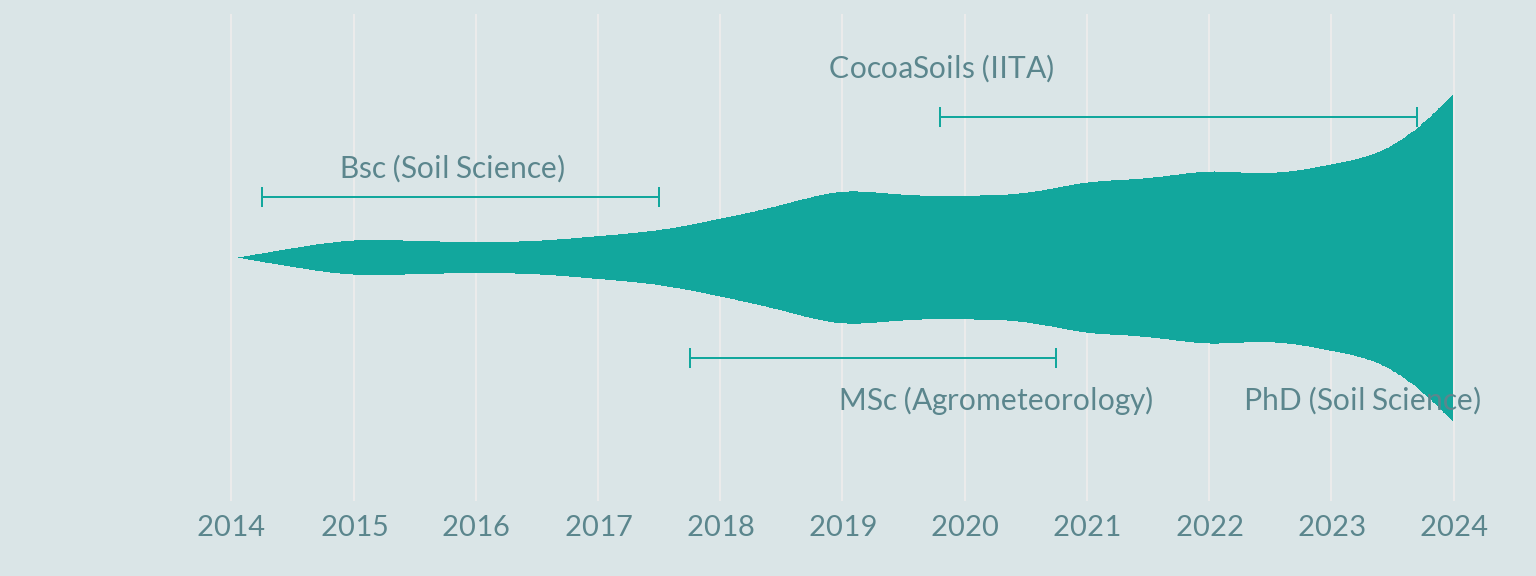 CocoaSoils (IITA)
Bsc (Soil Science)
MSc (Agrometeorology)
PhD (Soil Science)
2014 2015 2016 2017 2018 2019 2020 2021 2022 2023 2024